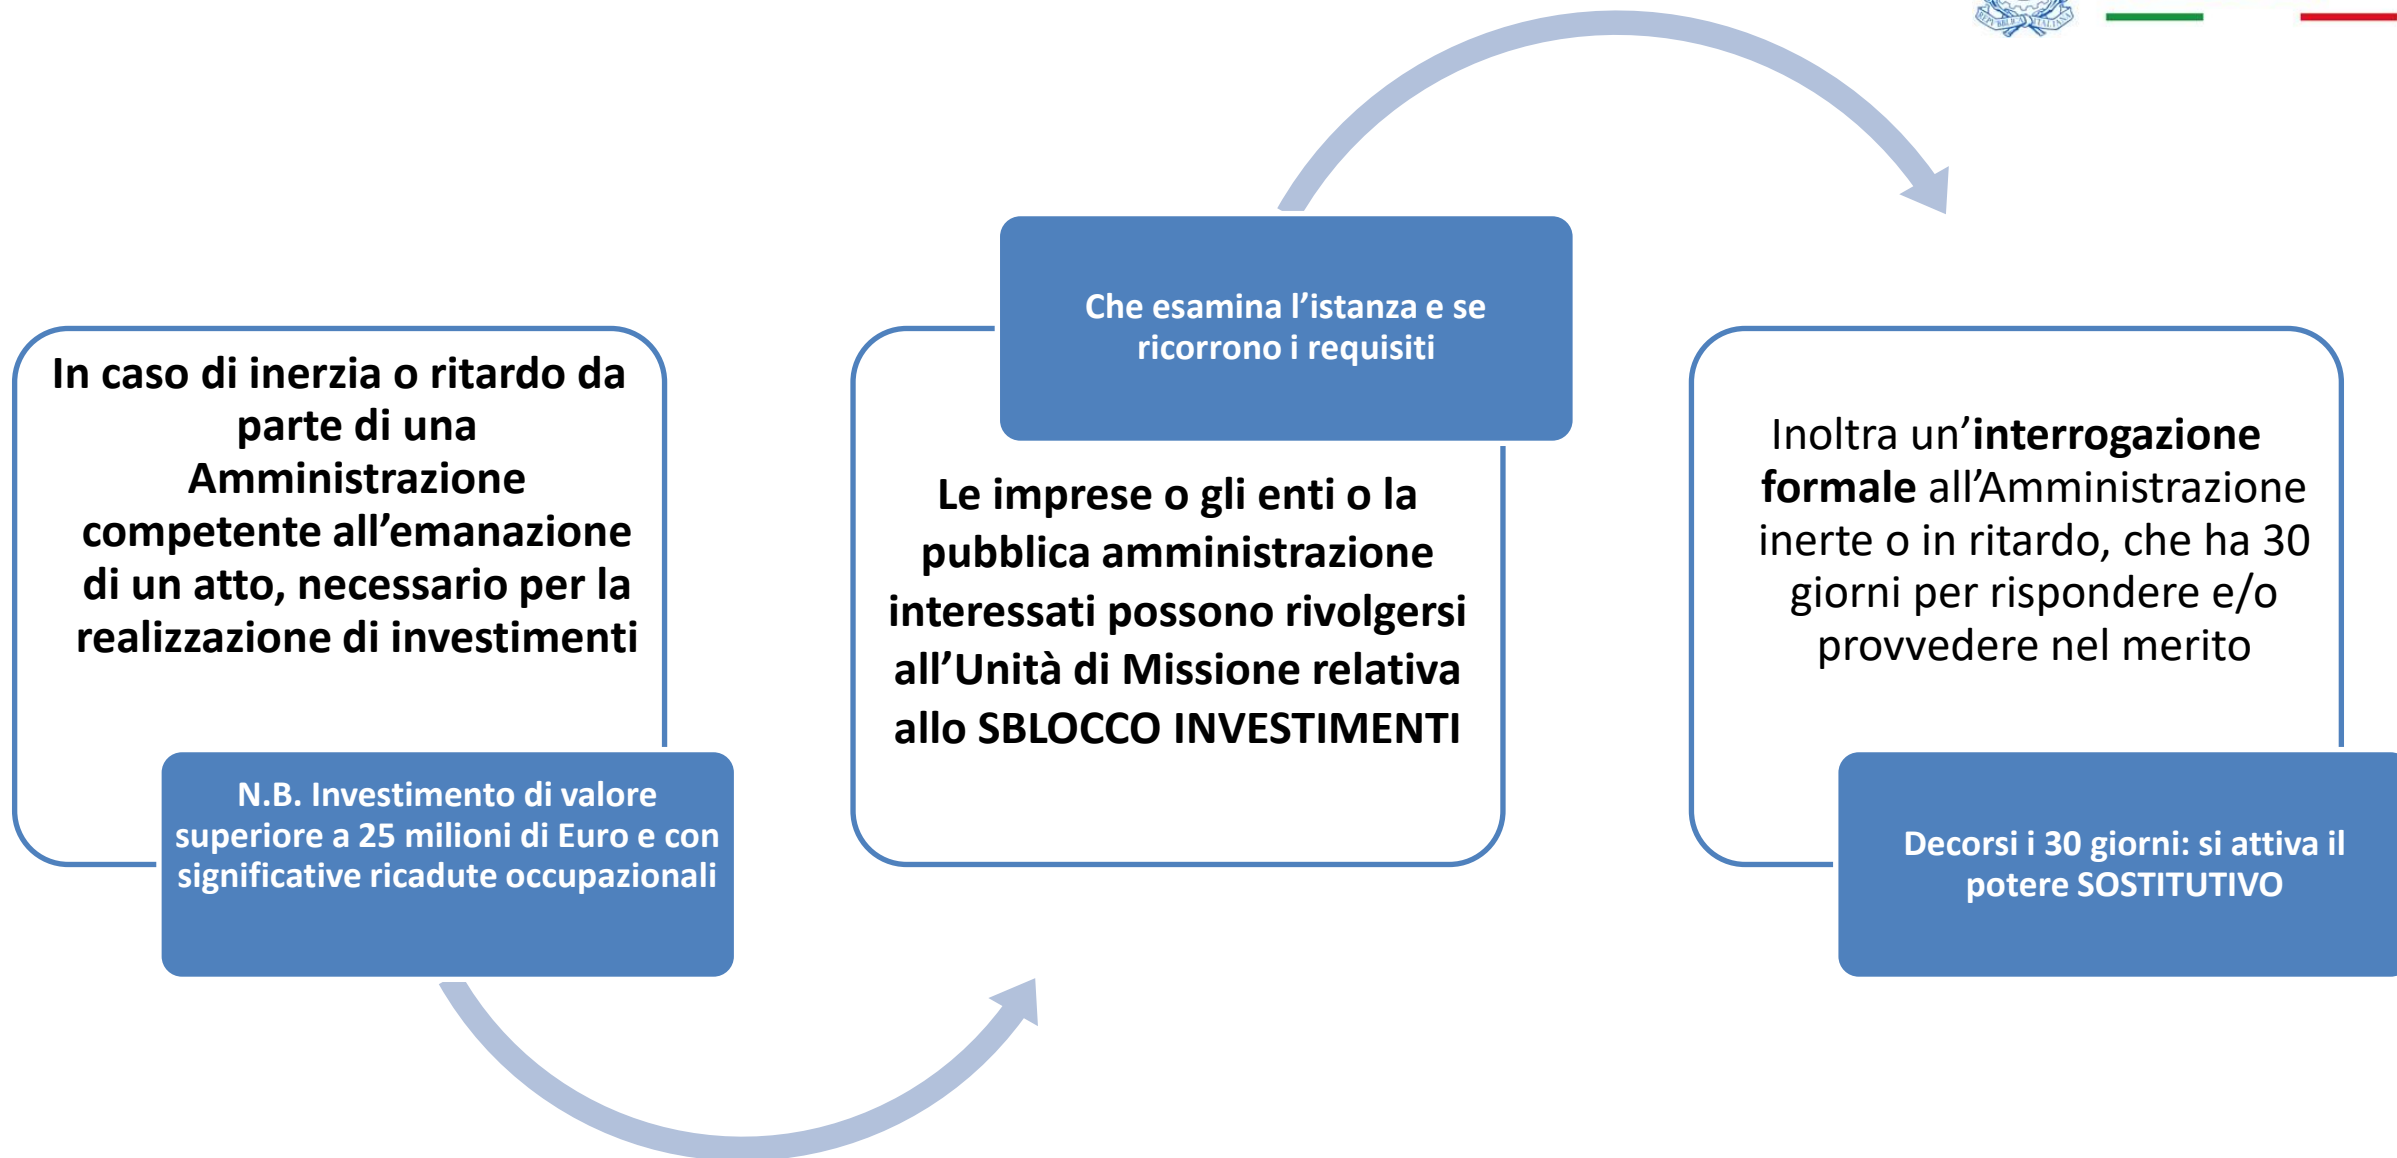 REPVBBLICA ITALIANA
In caso di inerzia o ritardo da
parte di una
Amministrazione
competente all’emanazione
di un atto, necessario per la
realizzazione di investimenti
N.B. Investimento di valore
superiore a 25 milioni di Euro e con
significative ricadute occupazionali
Che esamina l’istanza e se
ricorrono i requisiti
Le imprese o gli enti o la
pubblica amministrazione
interessati possono rivolgersi
all’Unità di Missione relativa
allo SBLOCCO INVESTIMENTI
Inoltra un’interrogazione
formale all’Amministrazione
inerte o in ritardo, che ha 30
giorni per rispondere e/o
provvedere nel merito
Decorsi i 30 giorni: si attiva il
potere SOSTITUTIVO